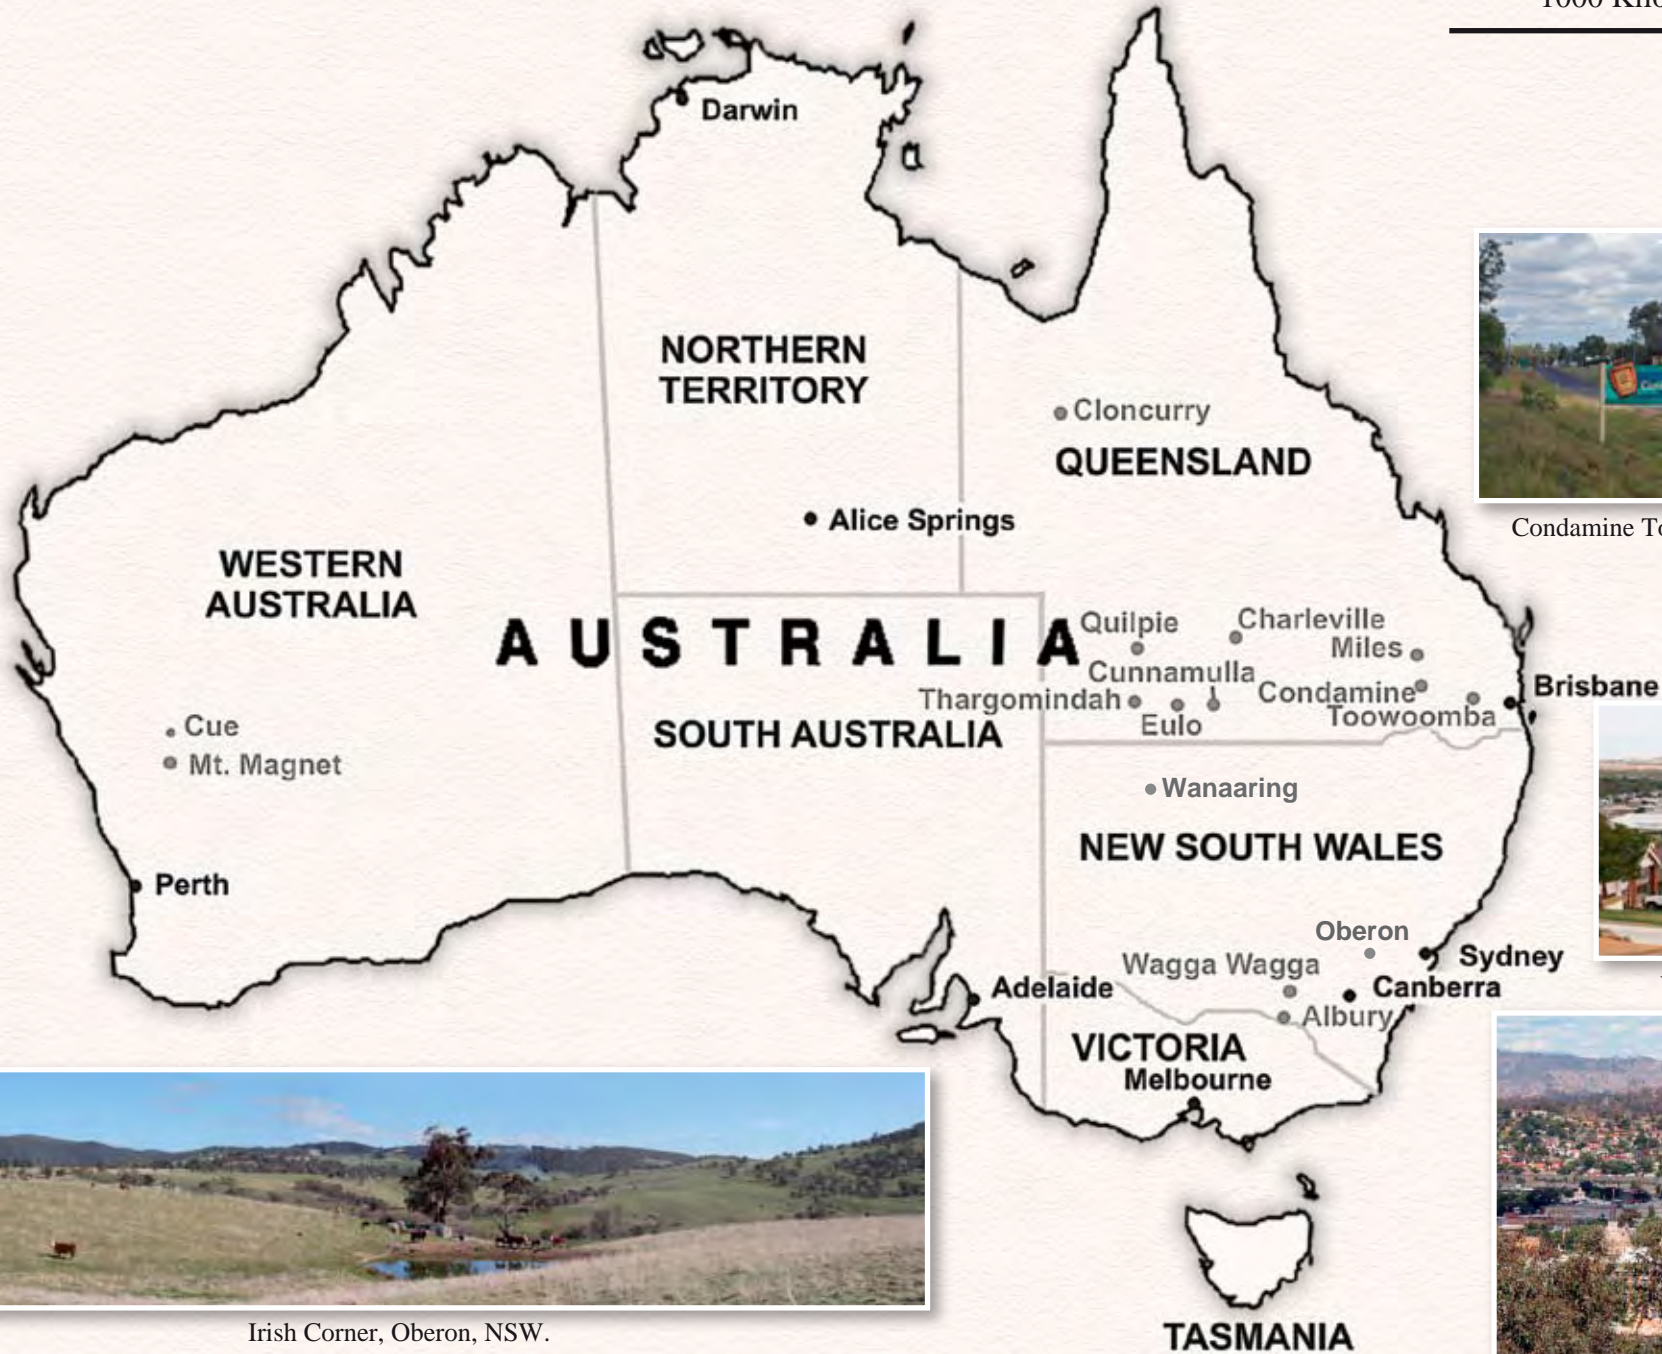 1000
Darwin
NORTHERN
TERRITORY
Cloncurry
QUEENSLAND
Alice Springs
Condamine
WESTERN
AUSTRALIA
AUSTRALIA
Quilpie
Charleville
Miles
Cunnamulla
Thargomindah
Condamine
Brisbane
Eulo
Toowoomba
Cue
SOUTH AUSTRALIA
Mt. Magnet
Wanaaring
NEW SOUTH WALES
Perth
Oberon
Wagga Wagga
Sydney
Adelaide
Canberra
Albury
VICTORIA
Melbourne
Irish Corner, Oberon, NSW.
TASMANIA